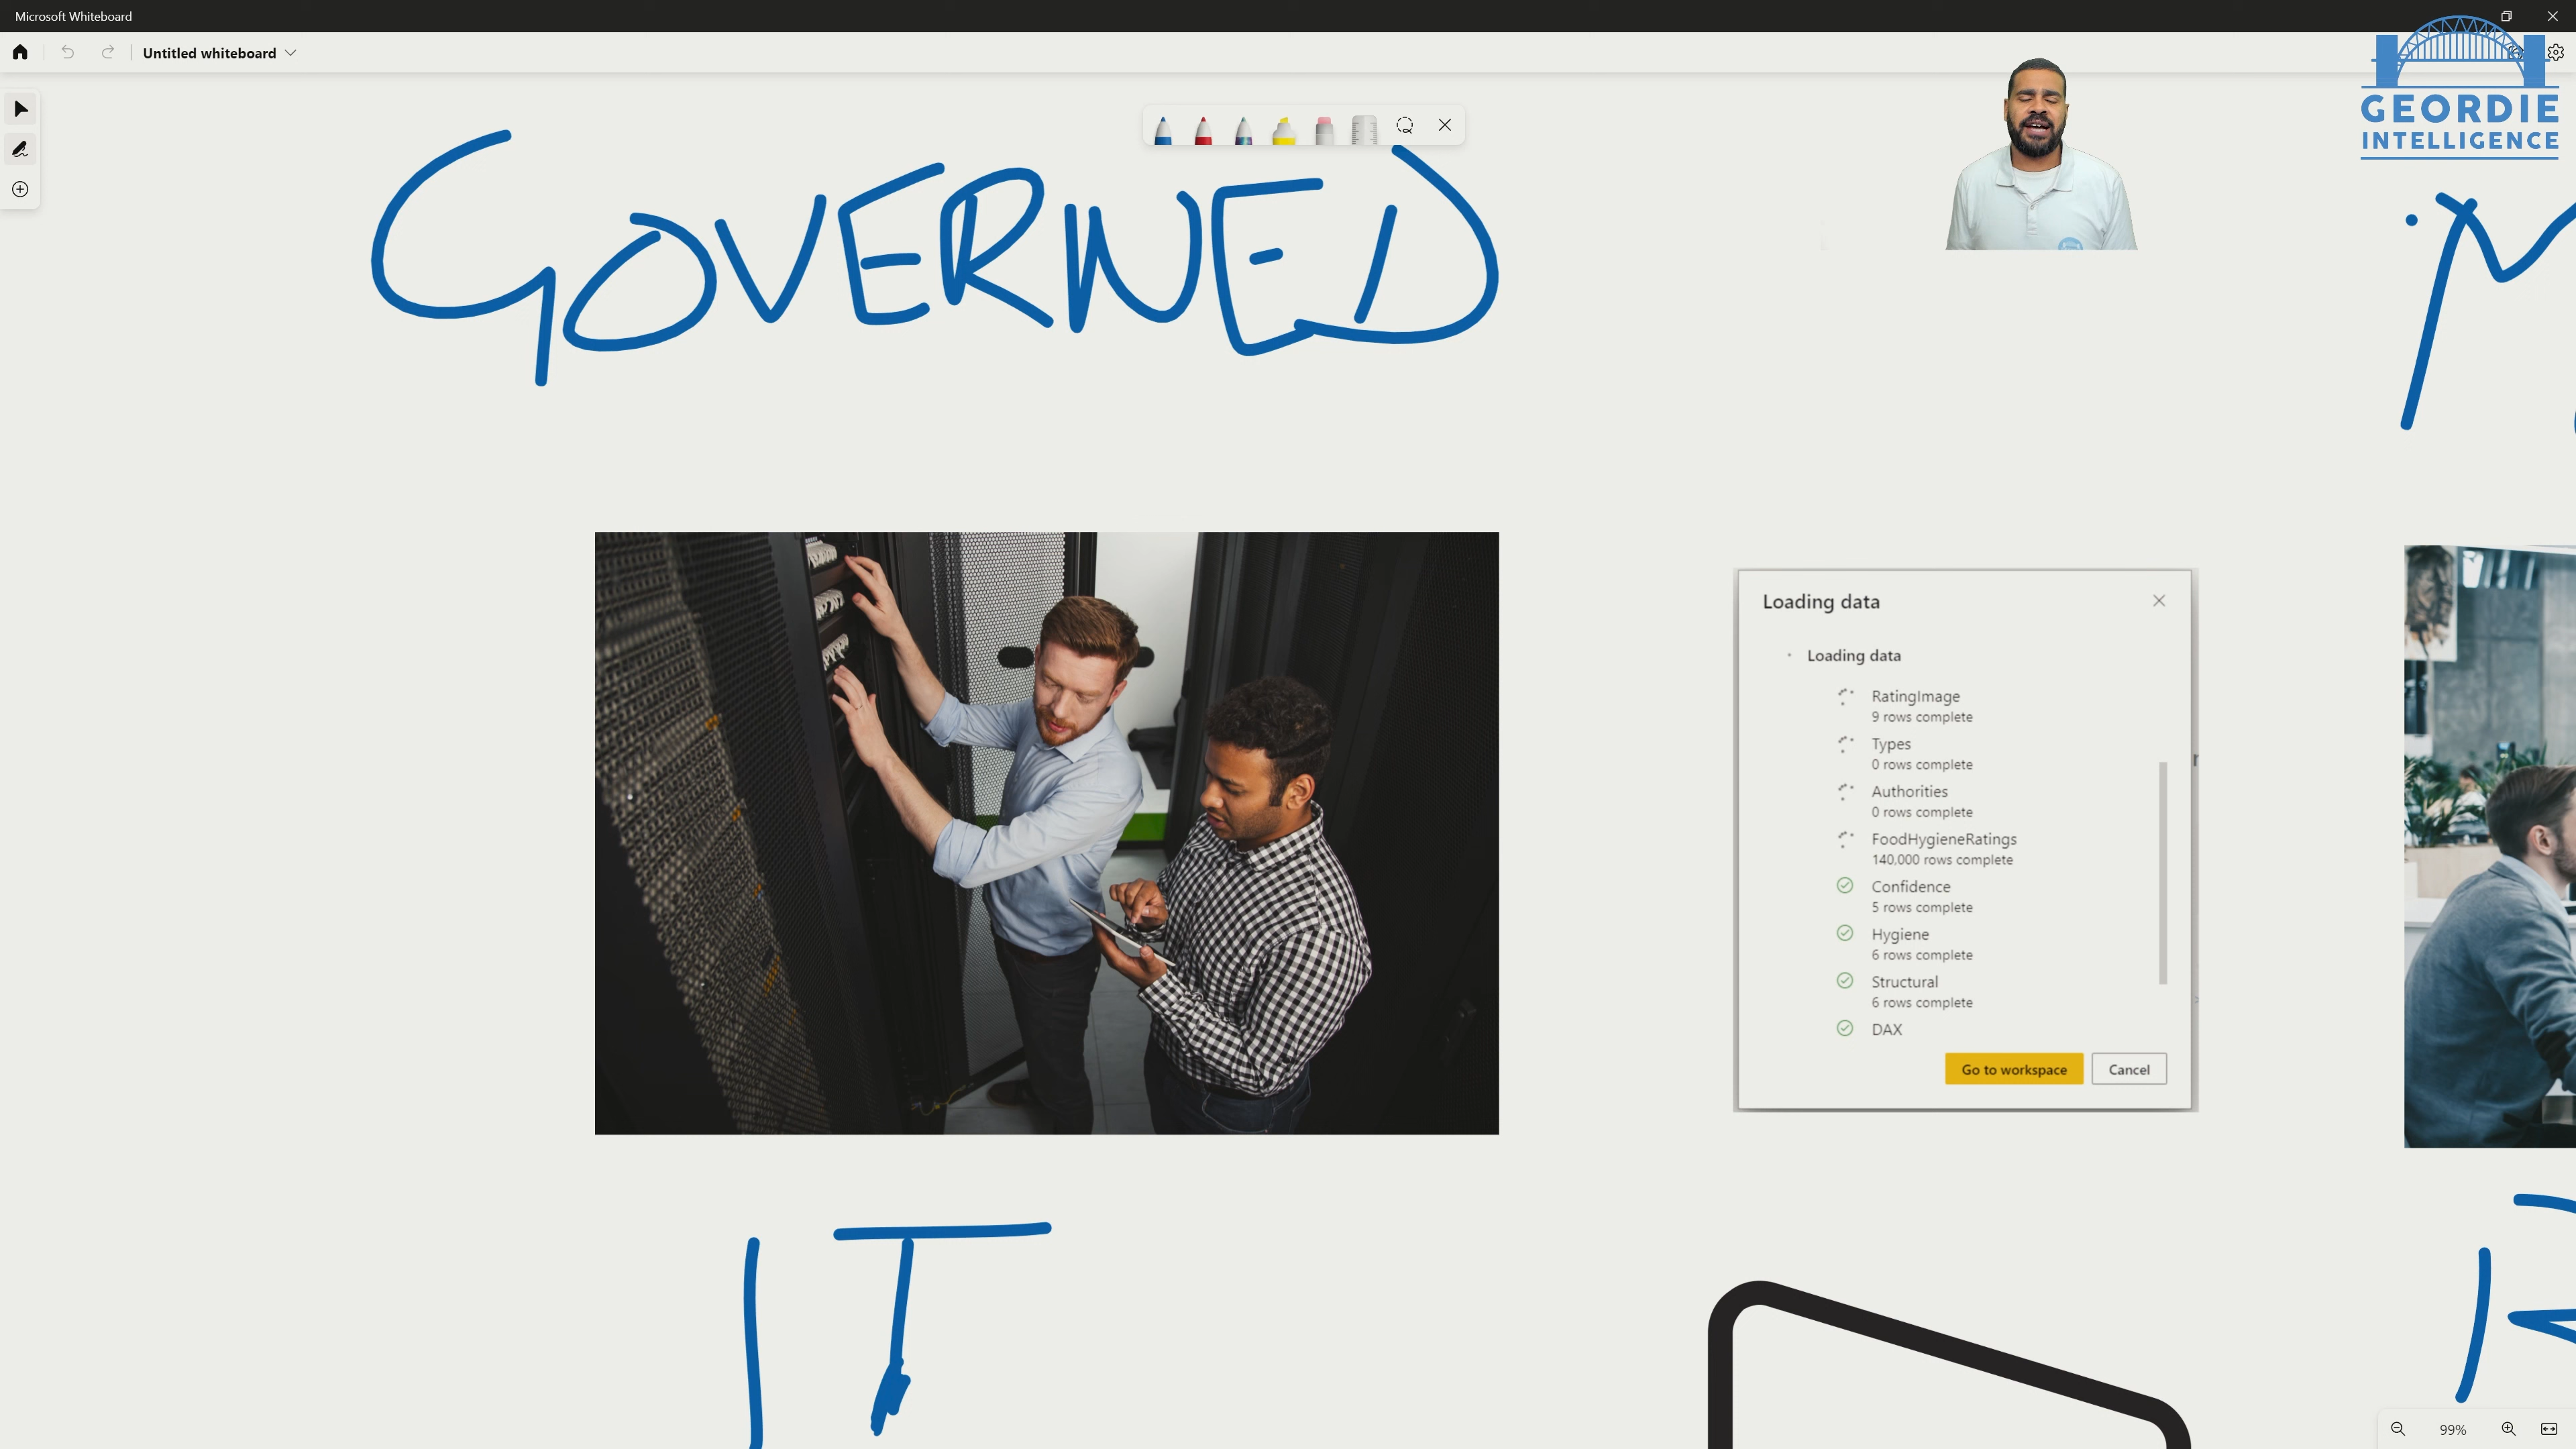 Microsoft Whiteboard
Untitled whiteboard
GEORDIE
INTELLIGENCE
GOVERNED
Loading data
Loading data
RatingImage
9 rows complete
Types
0 rows complete
Authorities
0 rows complete
FoodHygieneRatings
140,000 rows complete
Confidence
5 rows complete
Hygiene
6 rows complete
Structural
6 rows complete
DAX
Go to workspace
Cancel
IT
99%